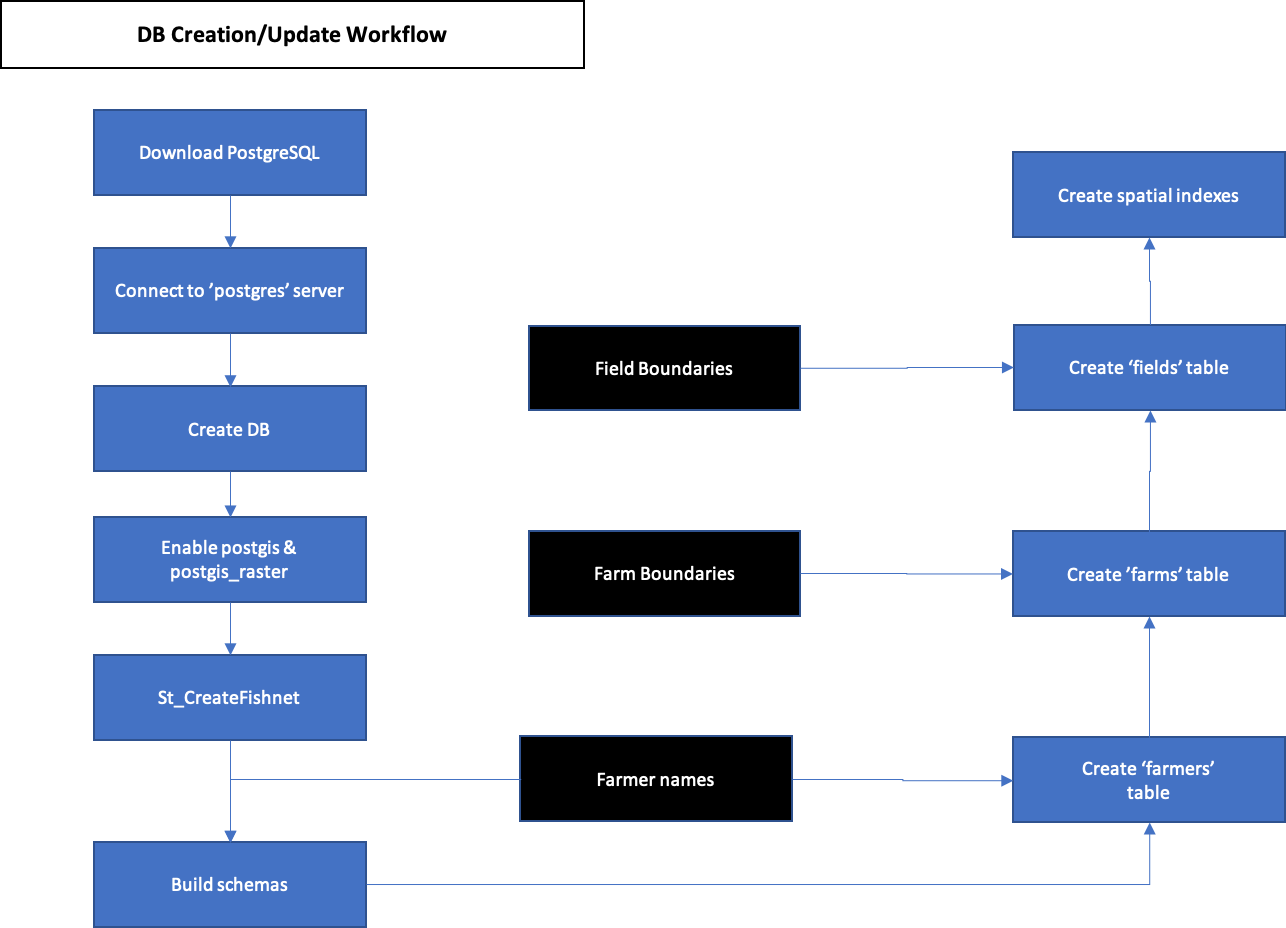 DB Creation/Update Workflow
Download PostgreSQL
Connect to ’postgres’ server
Create DB
Enable postgis &
postgis_raster
St_CreateFishnet
Build schemas
Field Boundaries
Farm Boundaries
Farmer names
Create spatial indexes
Create ‘fields’ table
Create ’farms’ table
Create ‘farmers’
table